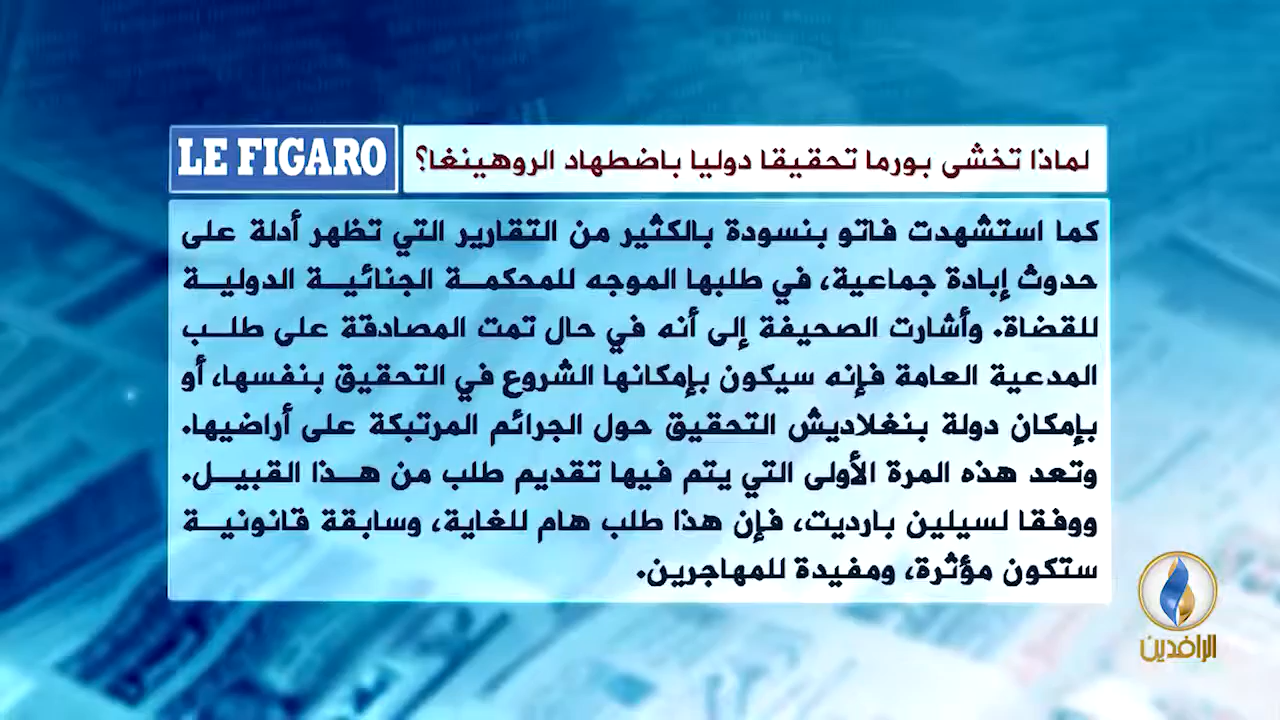 LE FIGARO
لماذا تخشى بورما تحقيقا دوليا باضطهاد الروهينغا؟
كما استشهدت فاتو بنسودة بالكثير من التقارير التي تظهر أدلة على
حدوث إبادة جماعية، في طلبها الموجه للمحكمة الجنائية الدولية
للقضاة. وأشارت الصحيفة إلى أنه في حال تمت المصادقة على طلب
المدعية العامة فإنه سيكون بإمكانها الشروع في التحقيق بنفسها، أو
بإمكان دولة بنغلاديش التحقيق حول الجرائم المرتبكة على أراضيها.
وتعد هذه المرة الأولى التي يتم فيها تقديم طلب من هذا القبيل.
ووفقا لسيلين بارديت، فإن هذا طلب هام للغاية، وسابقة قانونية
ستكون مؤثرة، ومفيدة للمهاجرين.
الرافدين